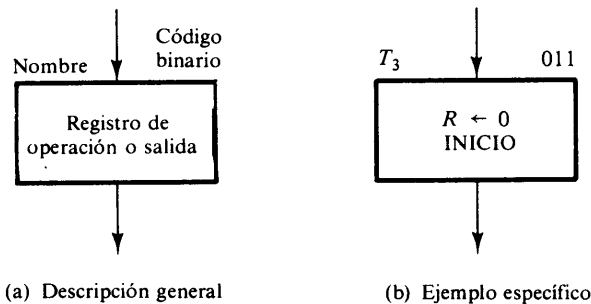 Nombre
Código
binario
Registro de
operación o salida
(a) Descripción general
T3
011
R ← 0
INICIO
(b) Ejemplo específico